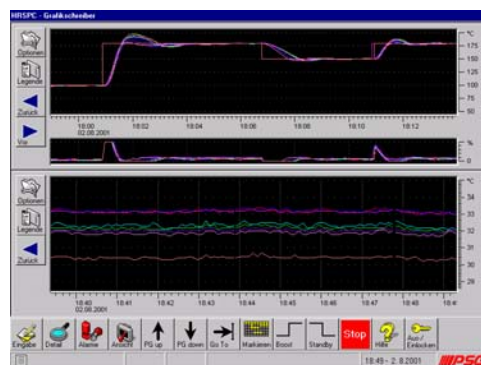 HRSPC - Grafikschreiber
Optionen
Legende
Zurück
Vor
°C
175
150
125
100
75
50
18:00 18:02 18:04 18:06 18:08 18:10 18:12
02.08.2001
%
0
Optionen
Legende
Zurück
°C
34
33
32
31
30
29
18:40 18:41 18:42 18:43 18:44 18:45 18:46 18:47 18:48
02.08.2001
Eingabe Detail Alarme Ansicht PG up PG down Go To Markieren Boost Standby Stop Hilfe Aus-/
Einlocken
18:49 - 2. 8.2001 PSG